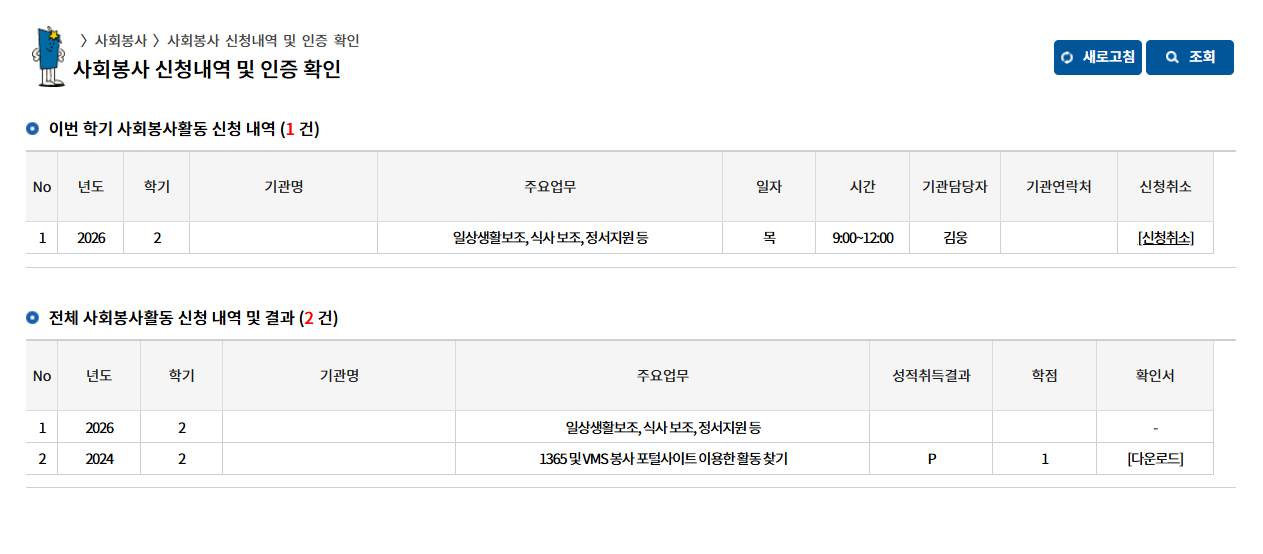 〉 사회봉사 〉 사회봉사 신청내역 및 인증 확인
사회봉사 신청내역 및 인증 확인
새로고침 조회
이번 학기 사회봉사활동 신청 내역 (1 건)
No 년도 학기 기관명 주요업무 일자 시간 기관담당자 기관연락처 신청취소
1 2026 2 일상생활보조, 식사 보조, 정서지원 등 목 9:00~12:00 김웅 [신청취소]
전체 사회봉사활동 신청 내역 및 결과 (2 건)
No 년도 학기 기관명 주요업무 성적취득결과 학점 확인서
1 2026 2 일상생활보조, 식사 보조, 정서지원 등 -
2 2024 2 1365 및 VMS 봉사 포털사이트 이용한 활동 찾기 P 1 [다운로드]